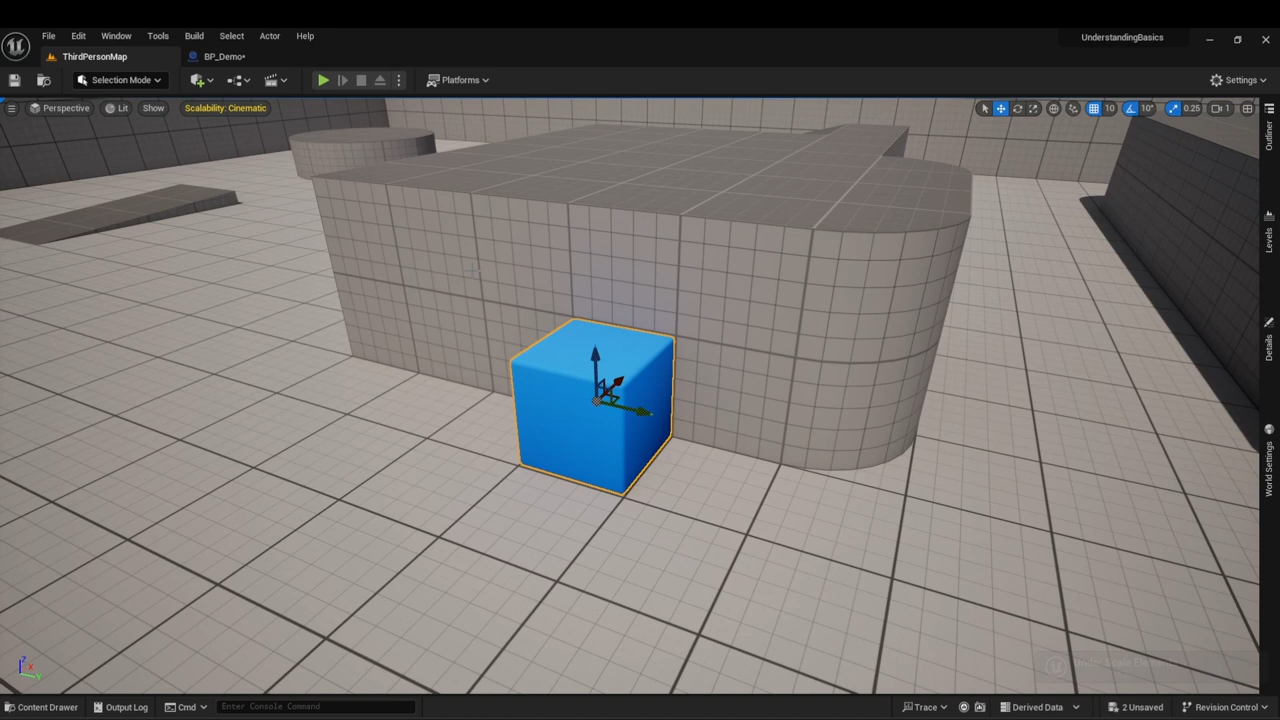 File Edit Window Tools Build Select Actor Help
UnderstandingBasics
ThirdPersonMap
BP_Demo•
Selection Mode
Platforms
Settings
Perspective
Lit
Show
Scalability: Cinematic
10
10°
0.25
1
Outliner
Levels
Details
World Settings
Z
X
Y
Content Drawer
Output Log
Cmd
Enter Console Command
Trace
Derived Data
2 Unsaved
Revision Control